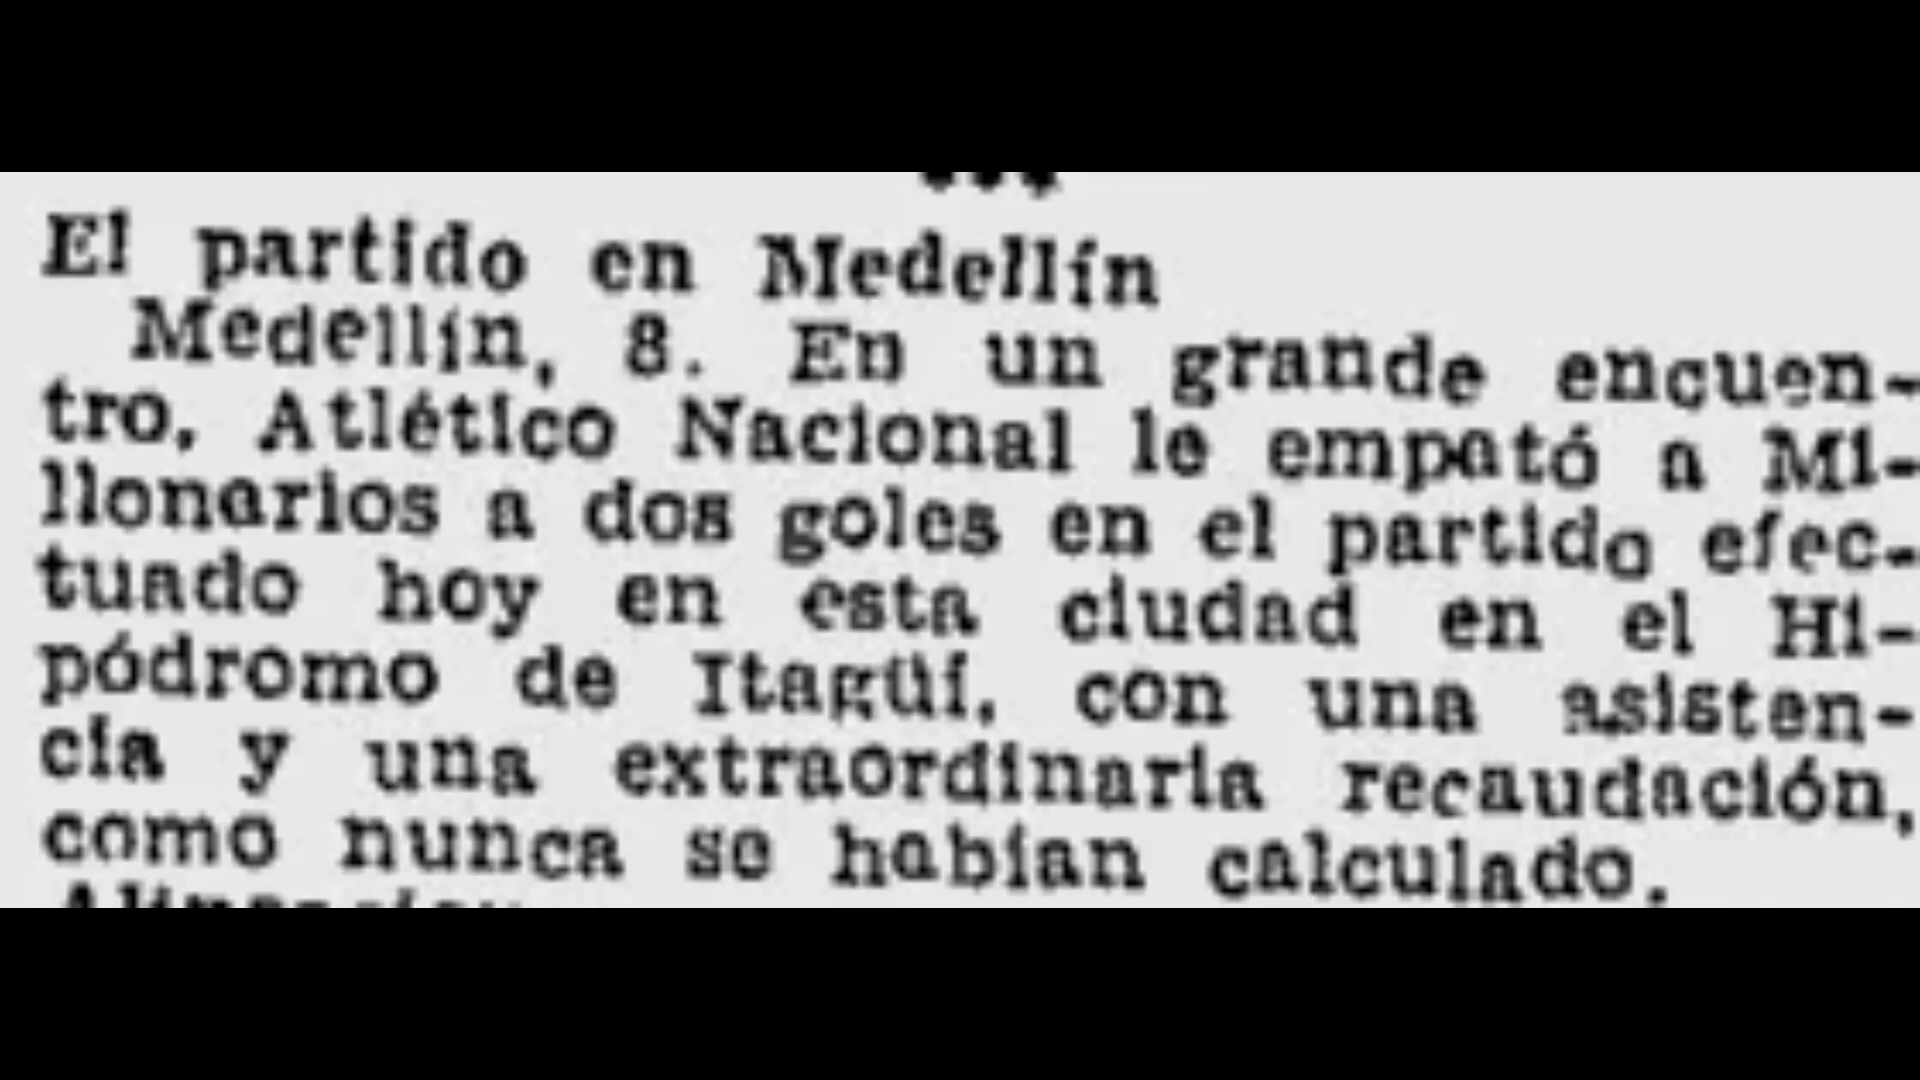 El partido en Medellín
Medellín, 8. En un grande encuen-
tro, Atlético Nacional le empató a Mi-
llonarios a dos goles en el partido efec-
tuado hoy en esta ciudad en el Hi-
pódromo de Itagüí, con una asisten-
cia y una extraordinaria recaudación,
como nunca se habían calculado.